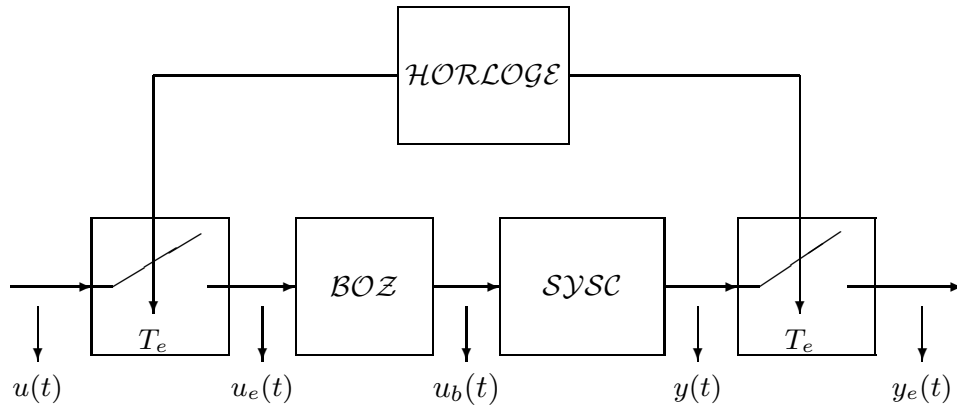 HORLOGE
BOZ SYSC
T_e T_e
u(t) u_e(t) u_b(t) y(t) y_e(t)